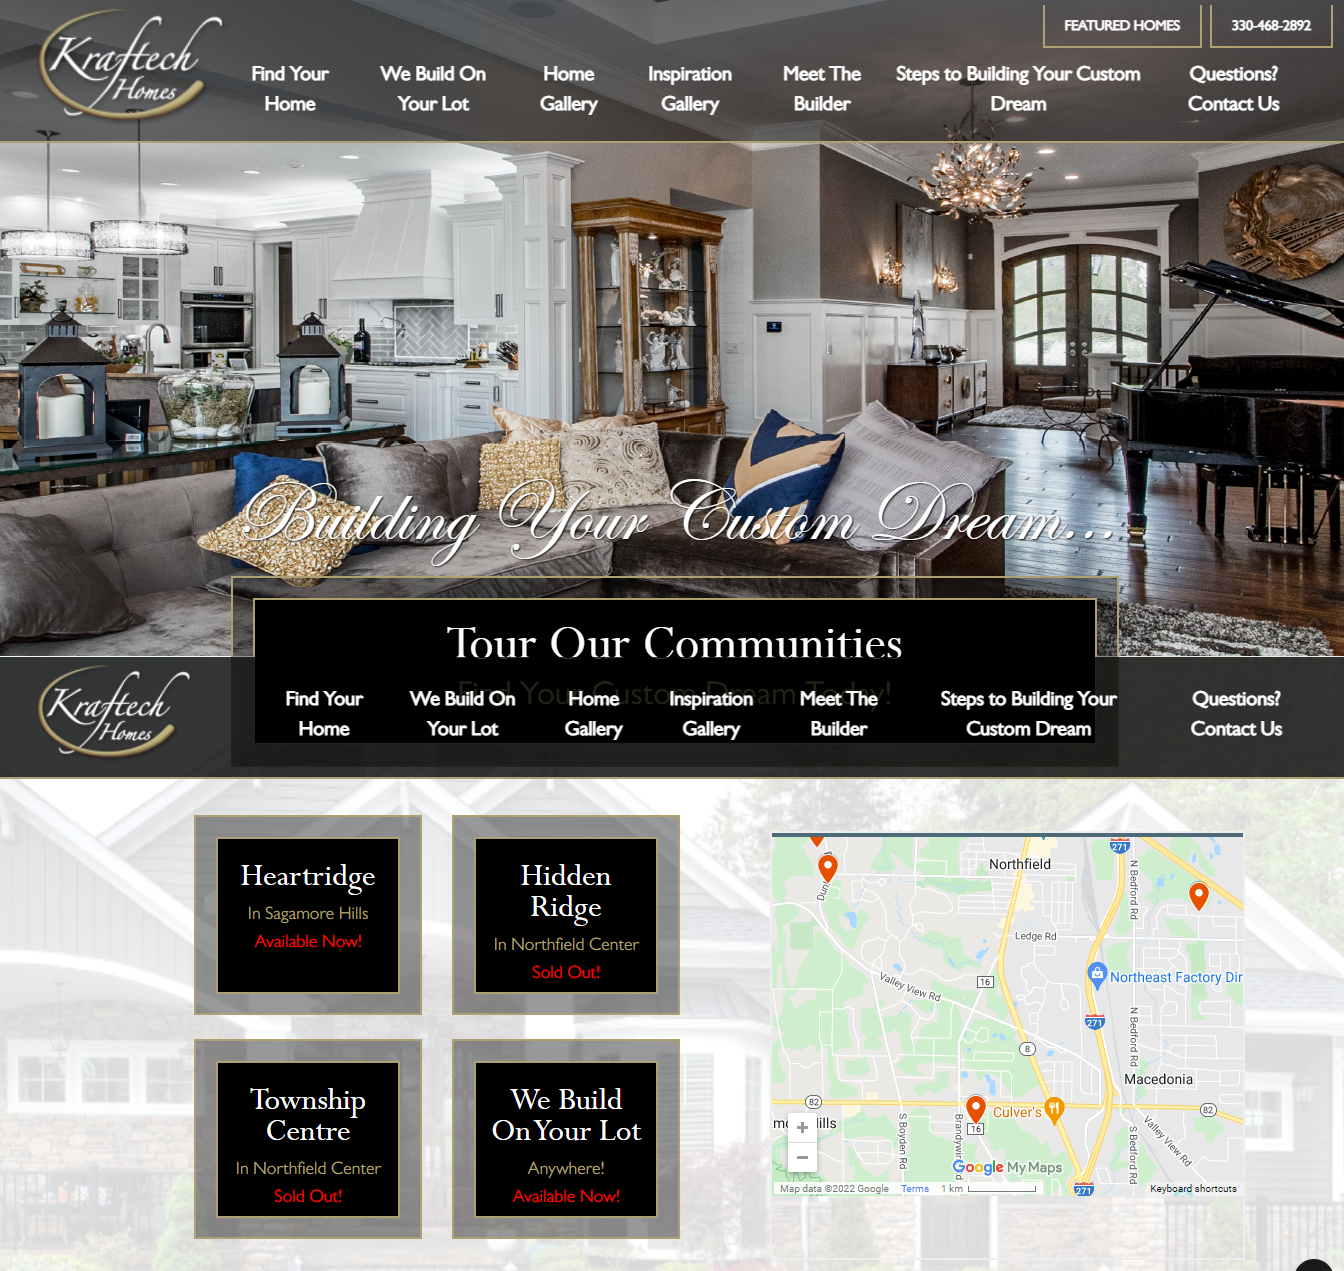 FEATURED HOMES
330-468-2892
Kraftech
Homes
Find Your
Home
We Build On
Your Lot
Home
Gallery
Inspiration
Gallery
Meet The
Builder
Steps to Building Your Custom
Dream
Questions?
Contact Us
Building Your Custom Dream...
Tour Our Communities
Find Your Custom Dream Today!
Kraftech
Homes
Find Your
Home
We Build On
Your Lot
Home
Gallery
Inspiration
Gallery
Meet The
Builder
Steps to Building Your
Custom Dream
Questions?
Contact Us
Heartridge
In Sagamore Hills
Available Now!
Hidden
Ridge
In Northfield Center
Sold Out!
Township
Centre
In Northfield Center
Sold Out!
We Build
On Your Lot
Anywhere!
Available Now!
Northfield
271
N Bedford Rd
Ledge Rd
Valley View Rd
16
Northeast Factory Dir
271
N Bedford Rd
8
Macedonia
82
Culver's
82
16
S Boyden Rd
S Bedford Rd
Valley View Rd
Google My Maps
271
Map data ©2022 Google
Terms
1 km
Keyboard shortcuts